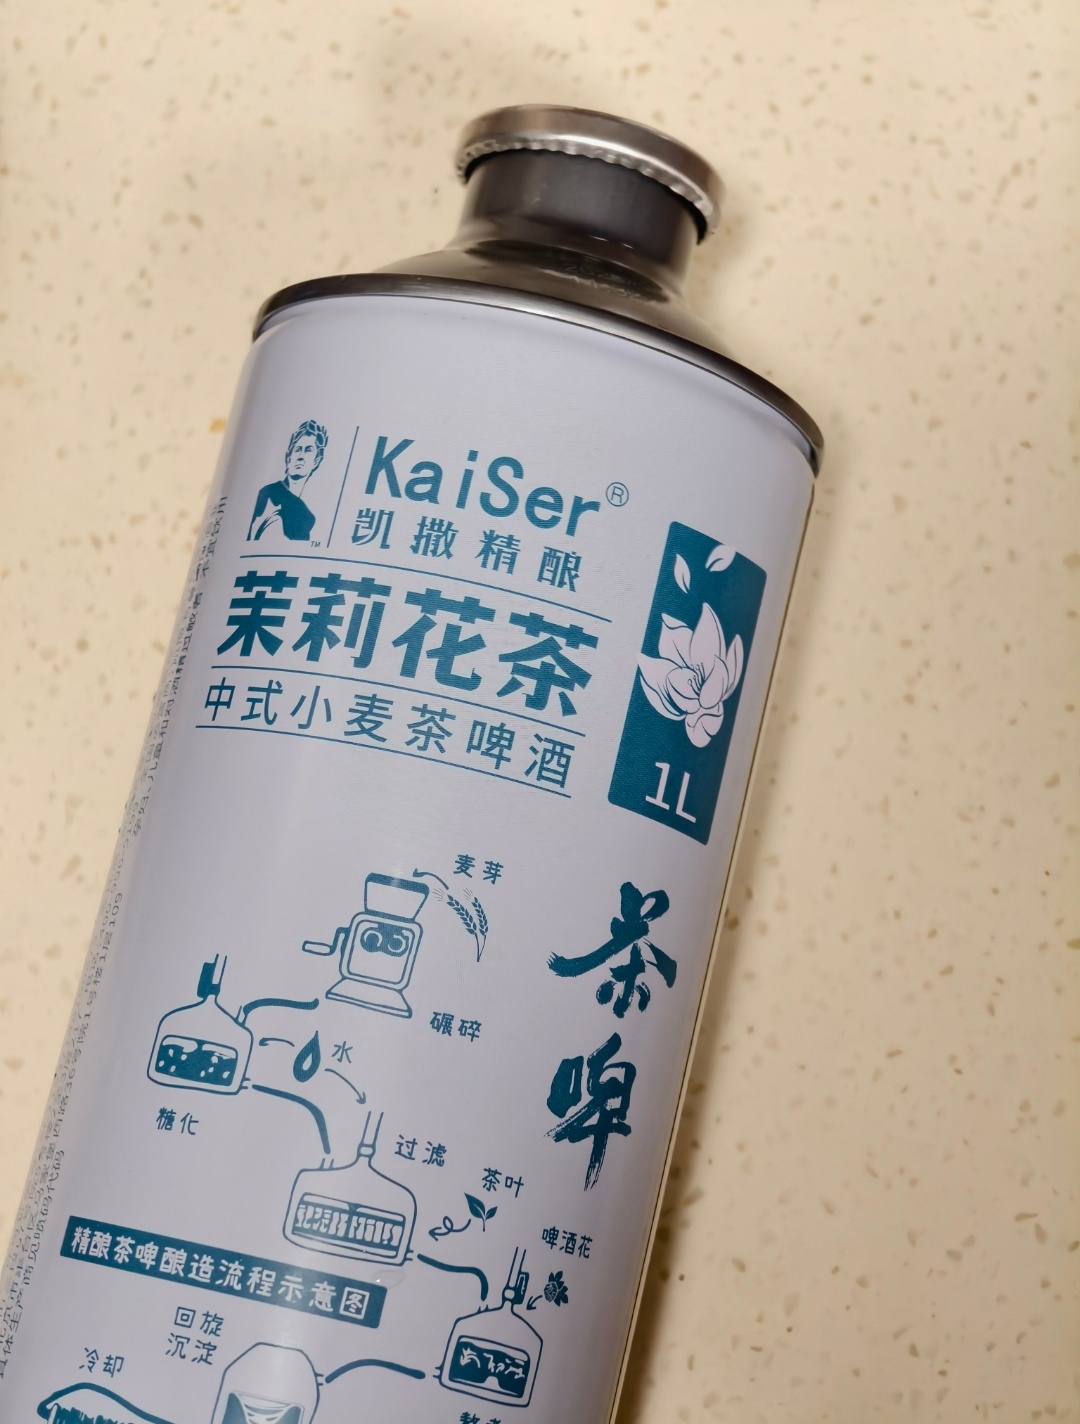 KaiSer®
凯撒精酿
TM
茉莉花茶
中式小麦茶啤酒
1L
茶啤
麦芽
碾碎
水
糖化
过滤
茶叶
啤酒花
精酿茶啤酿造流程示意图
回旋
沉淀
冷却